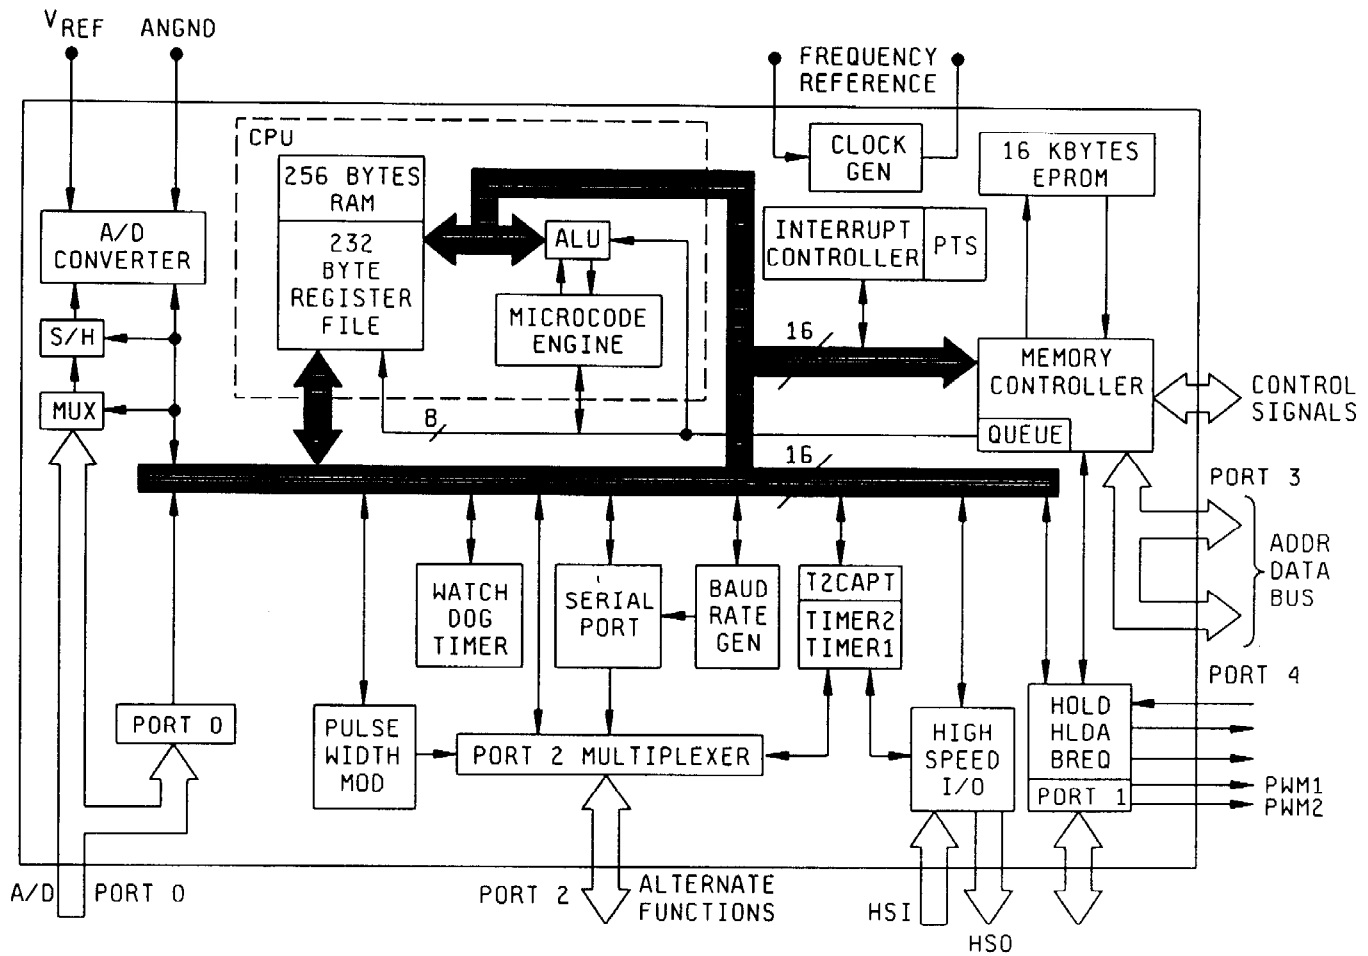 VREF
ANGND
FREQUENCY
REFERENCE
CPU
256 BYTES
RAM
232
BYTE
REGISTER
FILE
ALU
MICROCODE
ENGINE
CLOCK
GEN
16 KBYTES
EPROM
INTERRUPT
CONTROLLER
PTS
A/D
CONVERTER
S/H
MUX
16
8
MEMORY
CONTROLLER
QUEUE
CONTROL
SIGNALS
16
PORT 3
ADDR
DATA
BUS
PORT 4
WATCH
DOG
TIMER
SERIAL
PORT
BAUD
RATE
GEN
T2CAPT
TIMER2
TIMER1
PORT 0
PULSE
WIDTH
MOD
PORT 2 MULTIPLEXER
HIGH
SPEED
I/O
HOLD
HLDA
BREQ
PORT 1
PWM1
PWM2
A/D
PORT 0
PORT 2
ALTERNATE
FUNCTIONS
HSI
HSO